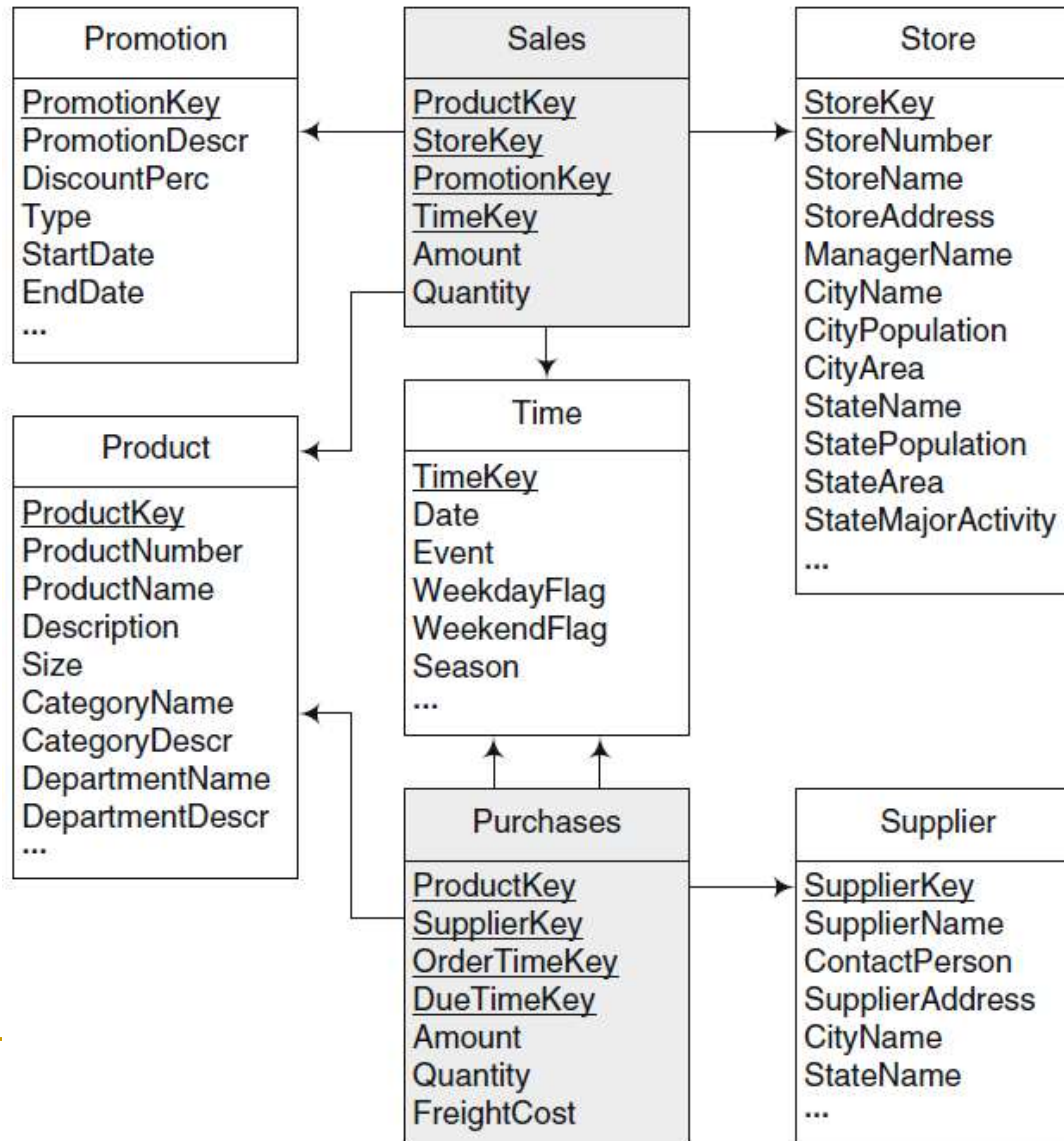 Promotion
PromotionKey
PromotionDescr
DiscountPerc
Type
StartDate
EndDate
...
Sales
ProductKey
StoreKey
PromotionKey
TimeKey
Amount
Quantity
Store
StoreKey
StoreNumber
StoreName
StoreAddress
ManagerName
CityName
CityPopulation
CityArea
StateName
StatePopulation
StateArea
StateMajorActivity
...
Product
ProductKey
ProductNumber
ProductName
Description
Size
CategoryName
CategoryDescr
DepartmentName
DepartmentDescr
...
Time
TimeKey
Date
Event
WeekdayFlag
WeekendFlag
Season
...
Purchases
ProductKey
SupplierKey
OrderTimeKey
DueTimeKey
Amount
Quantity
FreightCost
Supplier
SupplierKey
SupplierName
ContactPerson
SupplierAddress
CityName
StateName
...